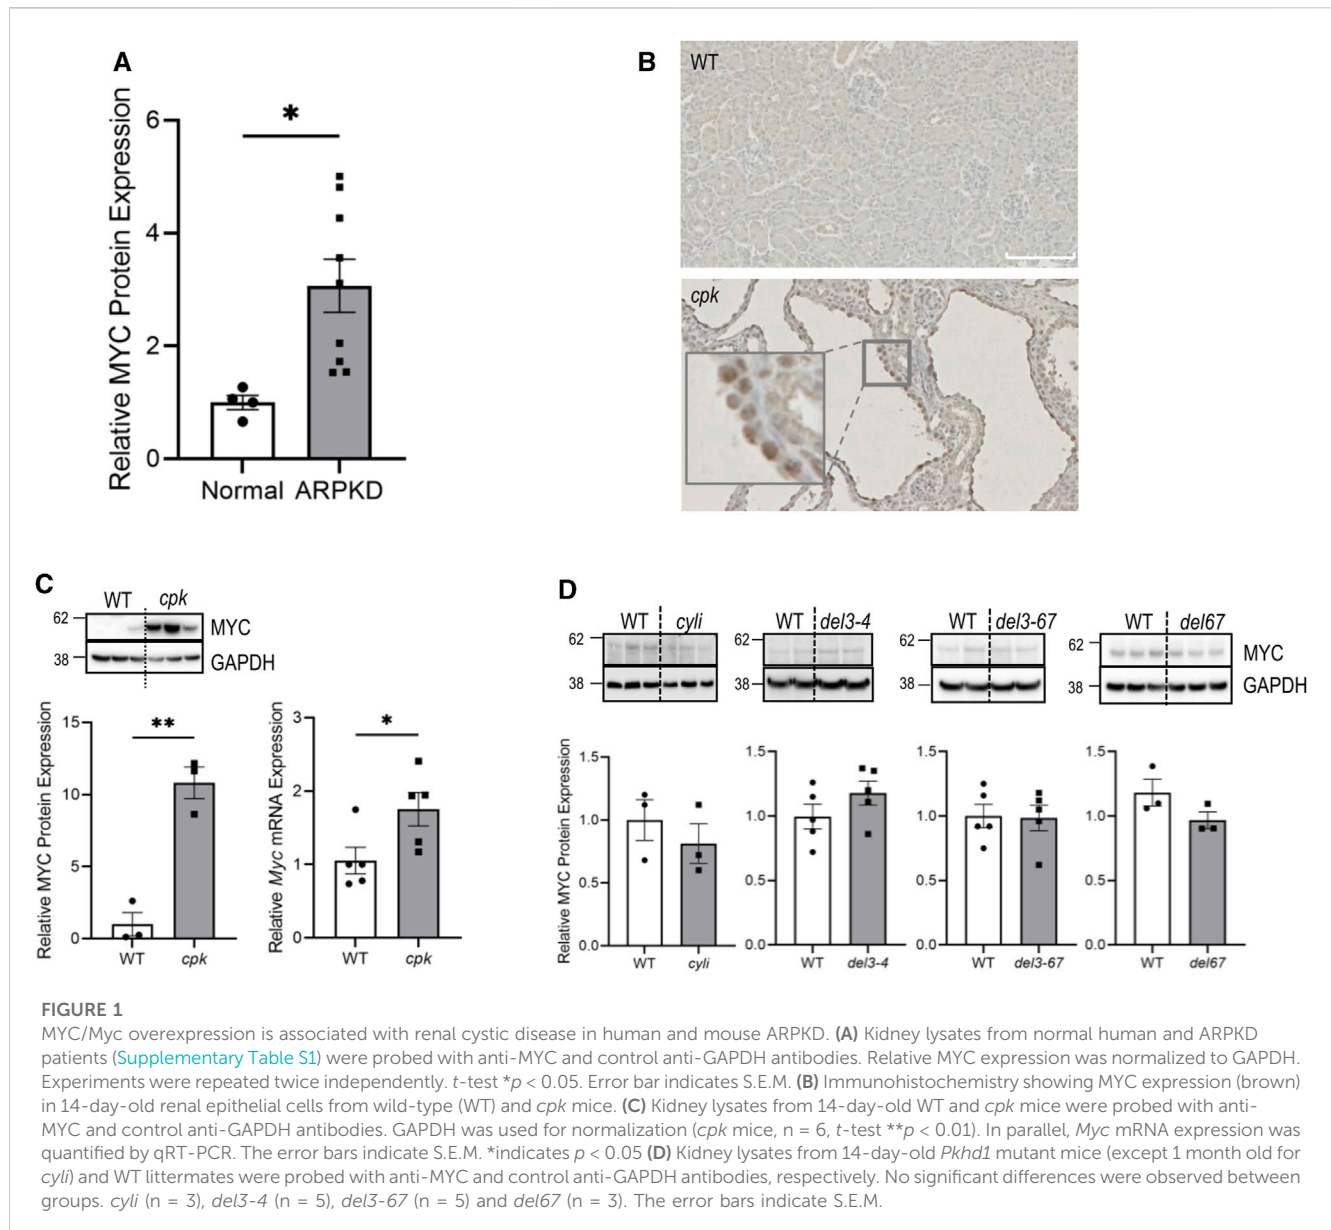 A
Relative MYC Protein Expression
6
4
2
0
*
Normal ARPKD
B
WT
cpk
C
WT cpk
62
MYC
38
GAPDH
Relative MYC Protein Expression
15
10
5
0
**
WT cpk
Relative Myc mRNA Expression
3
2
1
0
*
WT cpk
D
WT cyli
62
38
WT del3-4
62
38
WT del3-67
62
38
WT del67
62
38
MYC
GAPDH
Relative MYC Protein Expression
1.5
1.0
0.5
0.0
WT cyli
1.5
1.0
0.5
0.0
WT del3-4
1.5
1.0
0.5
0.0
WT del3-67
1.5
1.0
0.5
0.0
WT del67
FIGURE 1
MYC/Myc overexpression is associated with renal cystic disease in human and mouse ARPKD. (A) Kidney lysates from normal human and ARPKD
patients (Supplementary Table S1) were probed with anti-MYC and control anti-GAPDH antibodies. Relative MYC expression was normalized to GAPDH.
Experiments were repeated twice independently. t-test *p < 0.05. Error bar indicates S.E.M. (B) Immunohistochemistry showing MYC expression (brown)
in 14-day-old renal epithelial cells from wild-type (WT) and cpk mice. (C) Kidney lysates from 14-day-old WT and cpk mice were probed with anti-
MYC and control anti-GAPDH antibodies. GAPDH was used for normalization (cpk mice, n = 6, t-test **p < 0.01). In parallel, Myc mRNA expression was
quantified by qRT-PCR. The error bars indicate S.E.M. *indicates p < 0.05 (D) Kidney lysates from 14-day-old Pkhd1 mutant mice (except 1 month old for
cyli) and WT littermates were probed with anti-MYC and control anti-GAPDH antibodies, respectively. No significant differences were observed between
groups. cyli (n = 3), del3-4 (n = 5), del3-67 (n = 5) and del67 (n = 3). The error bars indicate S.E.M.